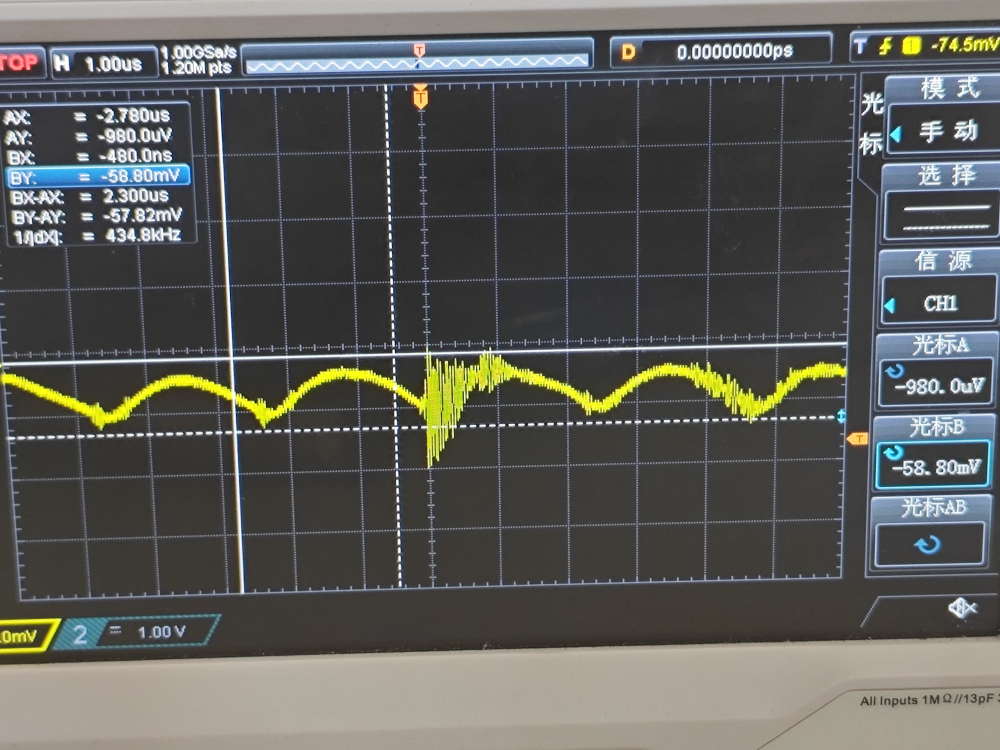 TOP H 1.00us 1.00GSa/s 1.20M pts T D 0.00000000ps T 1 -74.5mV
T
AX: = -2.780us
AY: = -980.0uV
BX: = -480.0ns
BY: = -58.80mV
BX-AX: = 2.300us
BY-AY: = -57.82mV
1/|dX|: = 434.8kHz
光标
模式
手动
选择
信源
CH1
光标A
-980.0uV
光标B
-58.80mV
光标AB
T
0mV 2 1.00 V
All Inputs 1MΩ//13pF